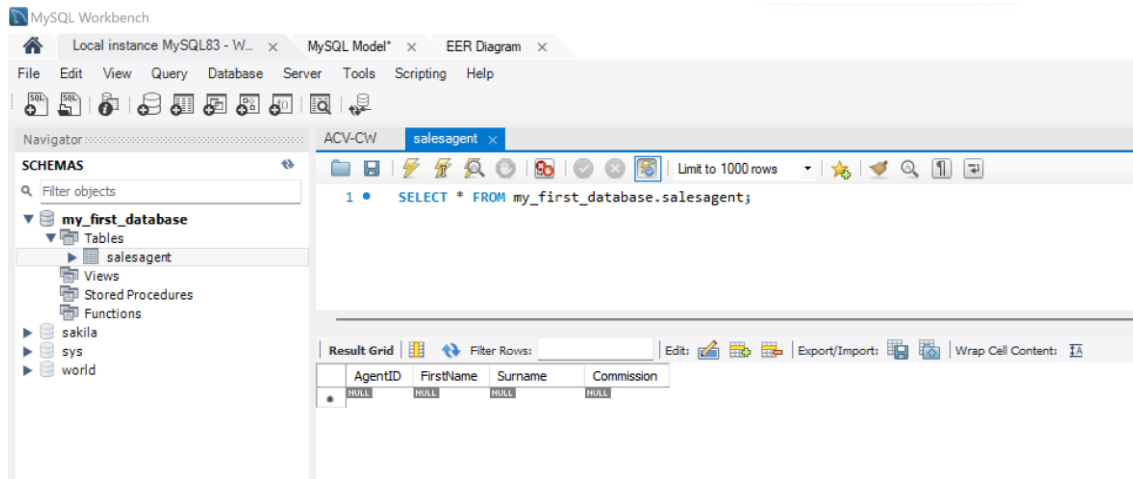 MySQL Workbench
Local instance MySQL83 - W... MySQL Model* EER Diagram
File Edit View Query Database Server Tools Scripting Help
Navigator ACV-CW salesagent
SCHEMAS
Limit to 1000 rows
Filter objects
1 SELECT * FROM my_first_database.salesagent;
my_first_database
Tables
salesagent
Views
Stored Procedures
Functions
sakila
sys
world
Result Grid Filter Rows: Edit: Export/Import: Wrap Cell Content:
AgentID FirstName Surname Commission
NULL NULL NULL NULL